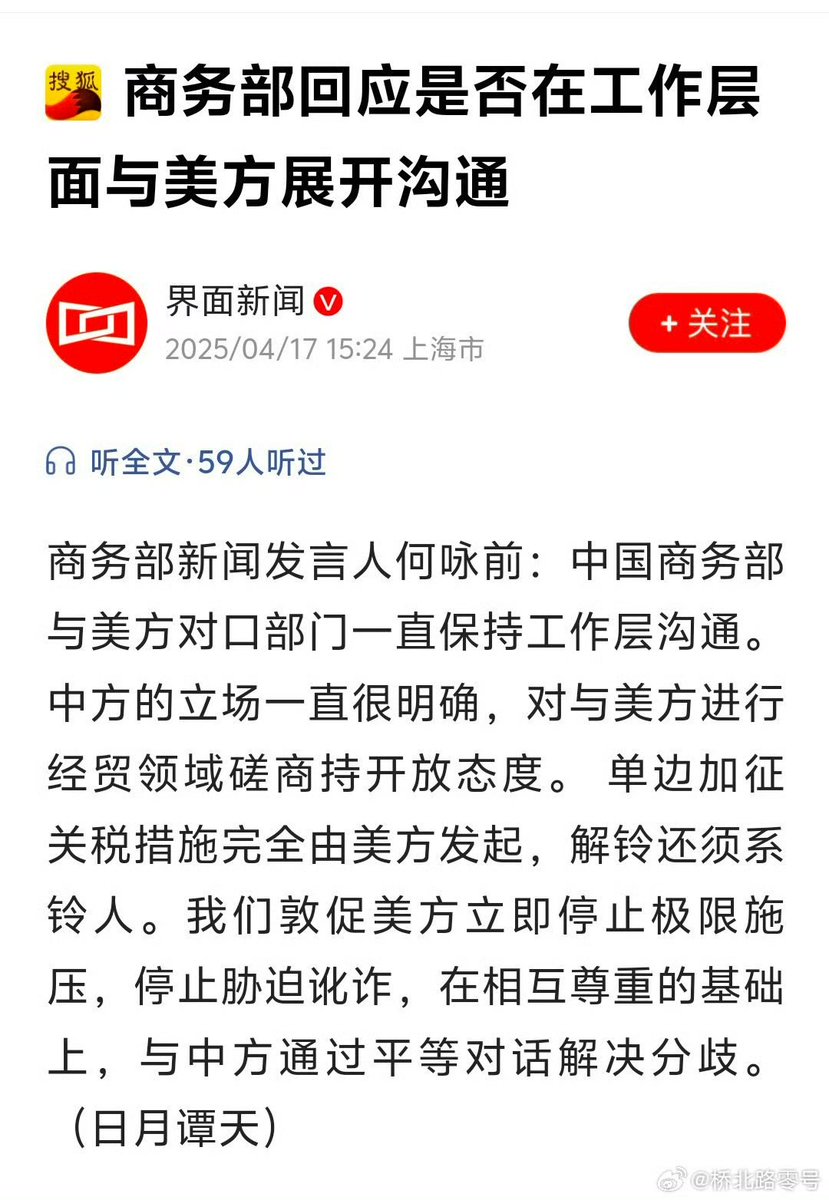 搜狐 商务部回应是否在工作层
面与美方展开沟通
界面新闻 V
2025/04/17 15:24 上海市
+ 关注
听全文·59人听过
商务部新闻发言人何咏前：中国商务部
与美方对口部门一直保持工作层沟通。
中方的立场一直很明确，对与美方进行
经贸领域磋商持开放态度。 单边加征
关税措施完全由美方发起，解铃还须系
铃人。我们敦促美方立即停止极限施
压，停止胁迫讹诈，在相互尊重的基础
上，与中方通过平等对话解决分歧。
（日月谭天）
@桥北路零号